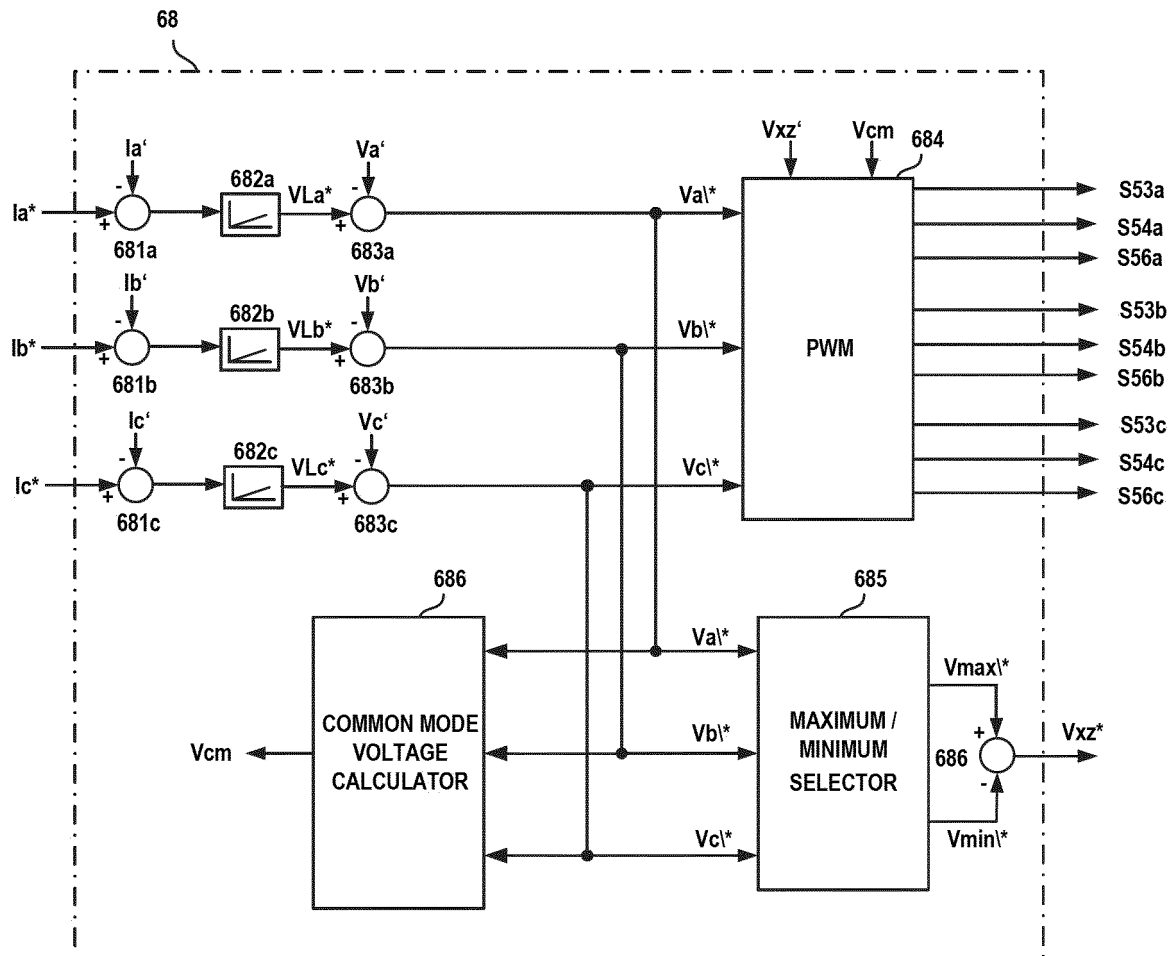 68
Ia‘
Va‘
Vxz‘
Vcm
684
682a
VLa*
-
-
Ia*
+
+
Va\*
S53a
681a
683a
S54a
Ib‘
Vb‘
S56a
682b
VLb*
-
-
S53b
Ib*
+
+
Vb\*
PWM
S54b
681b
683b
S56b
Ic‘
Vc‘
S53c
682c
VLc*
-
-
S54c
Ic*
+
+
Vc\*
S56c
681c
683c
686
685
Va\*
Vmax\*
COMMON MODE
VOLTAGE
CALCULATOR
MAXIMUM /
MINIMUM
SELECTOR
Vcm
Vb\*
+
686
-
Vxz*
Vc\*
Vmin\*